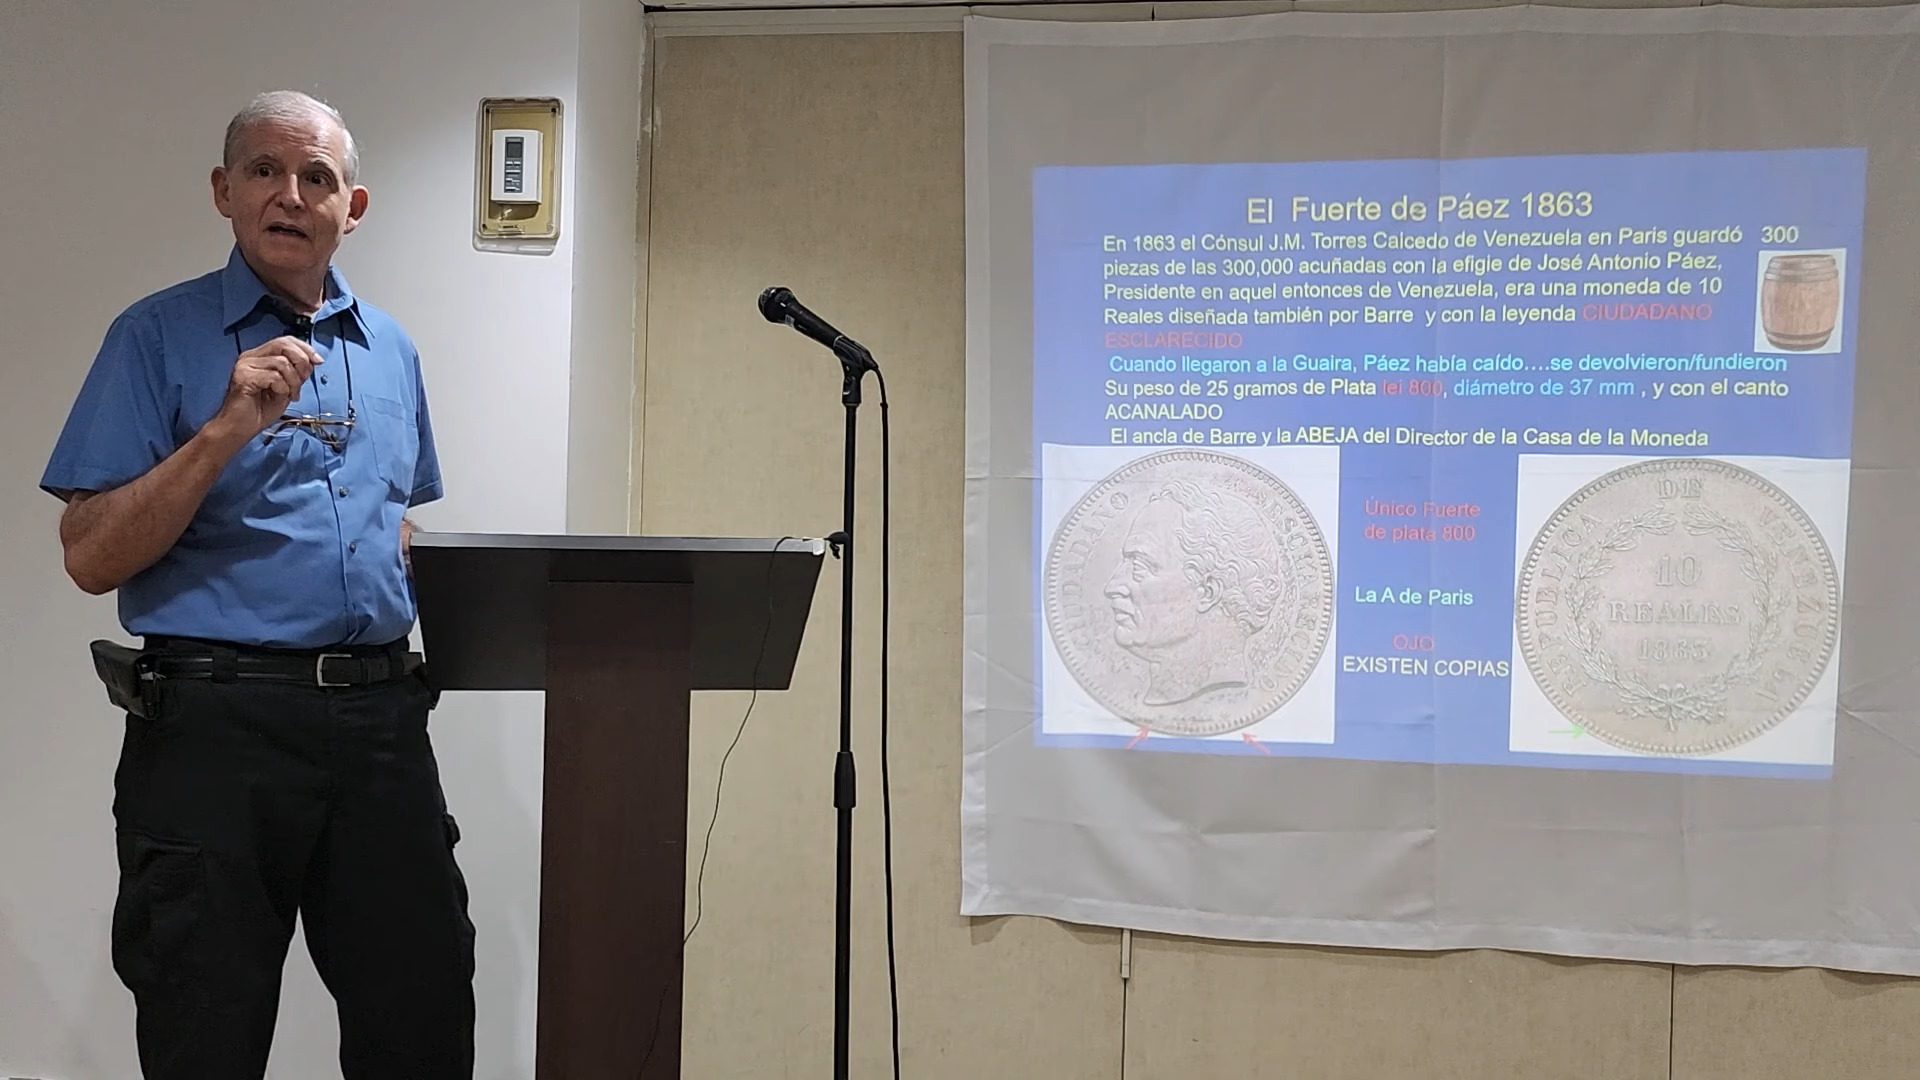 El Fuerte de Páez 1863
En 1863 el Cónsul J.M. Torres Caicedo de Venezuela en Paris guardó 300
piezas de las 300,000 acuñadas con la efigie de José Antonio Páez,
Presidente en aquel entonces de Venezuela, era una moneda de 10
Reales diseñada también por Barre y con la leyenda CIUDADANO
ESCLARECIDO
Cuando llegaron a la Guaira, Páez había caído....se devolvieron/fundieron
Su peso de 25 gramos de Plata lei 800, diámetro de 37 mm , y con el canto
ACANALADO
El ancla de Barre y la ABEJA del Director de la Casa de la Moneda
CIUDADANO ESCLARECIDO
Único Fuerte
de plata 800
La A de Paris
OJO
EXISTEN COPIAS
REPUBLICA DE VENEZUELA
10
REALES
1863